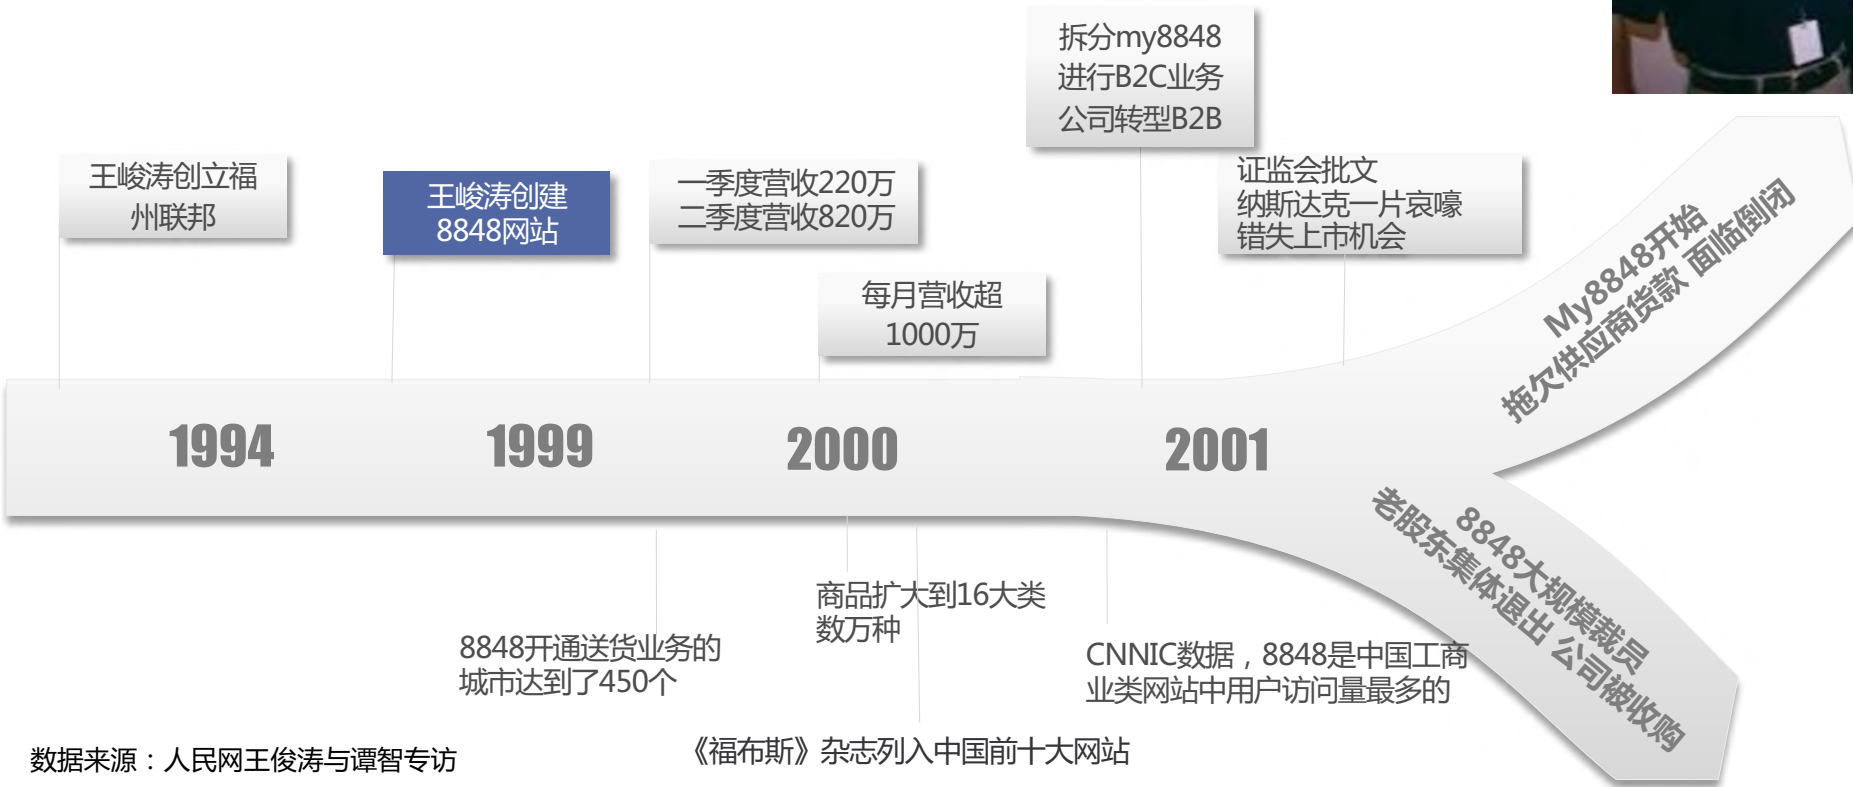 拆分my8848
进行B2C业务
公司转型B2B
王峻涛创立福
州联邦
王峻涛创建
8848网站
一季度营收220万
二季度营收820万
证监会批文
纳斯达克一片哀嚎
错失上市机会
每月营收超
1000万
My8848开始
拖欠供应商货款 面临倒闭
1994
1999
2000
2001
8848大规模裁员
老股东集体退出 公司被收购
商品扩大到16大类
数万种
8848开通送货业务的
城市达到了450个
CNNIC数据，8848是中国工商
业类网站中用户访问量最多的
《福布斯》杂志列入中国前十大网站
数据来源：人民网王俊涛与谭智专访